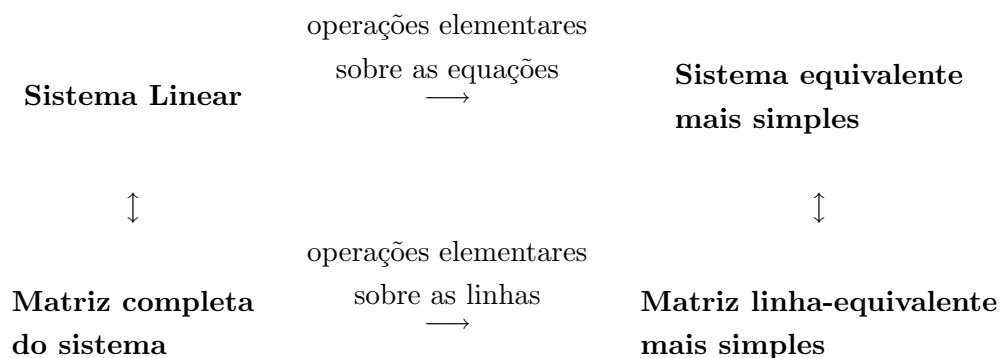 operações elementares
sobre as equações
Sistema Linear
⟶
Sistema equivalente
mais simples
↕
↕
operações elementares
sobre as linhas
Matriz completa
do sistema
⟶
Matriz linha-equivalente
mais simples